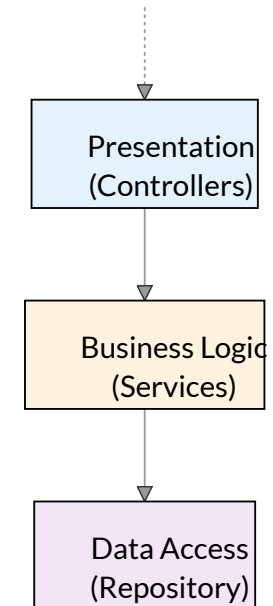 Presentation
(Controllers)
Business Logic
(Services)
Data Access
(Repository)